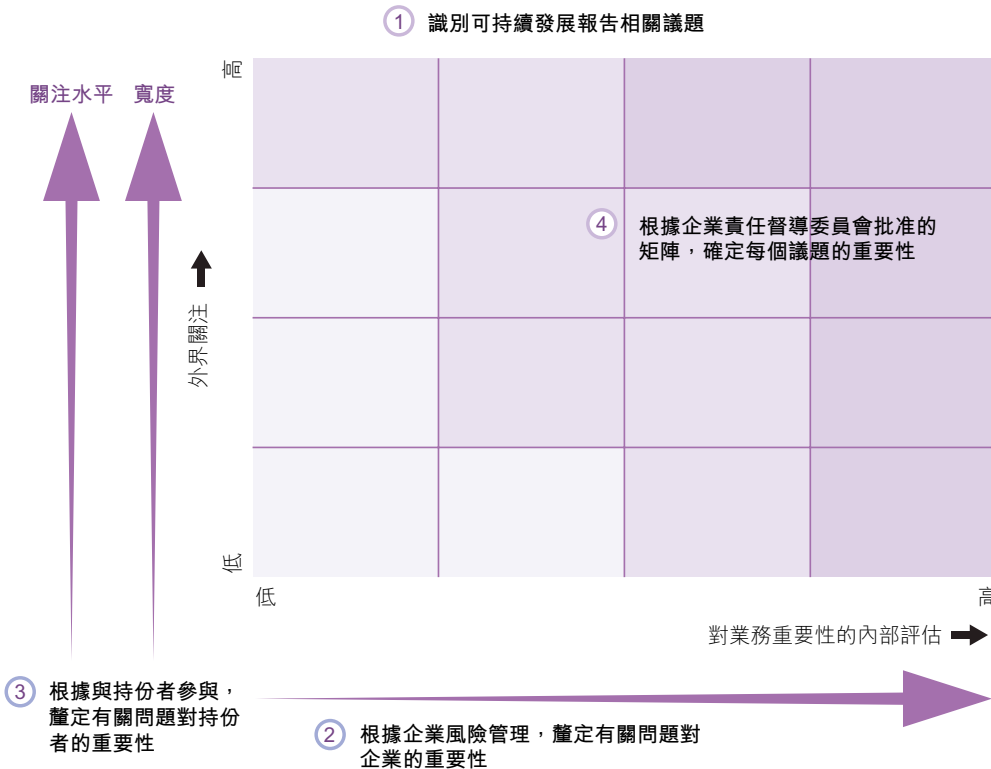 1 識別可持續發展報告相關議題
關注水平 寬度
高
4 根據企業責任督導委員會批准的
矩陣，確定每個議題的重要性
外界關注
低
低 高
對業務重要性的內部評估
3 根據與持份者參與，
釐定有關問題對持份
者的重要性
2 根據企業風險管理，釐定有關問題對
企業的重要性